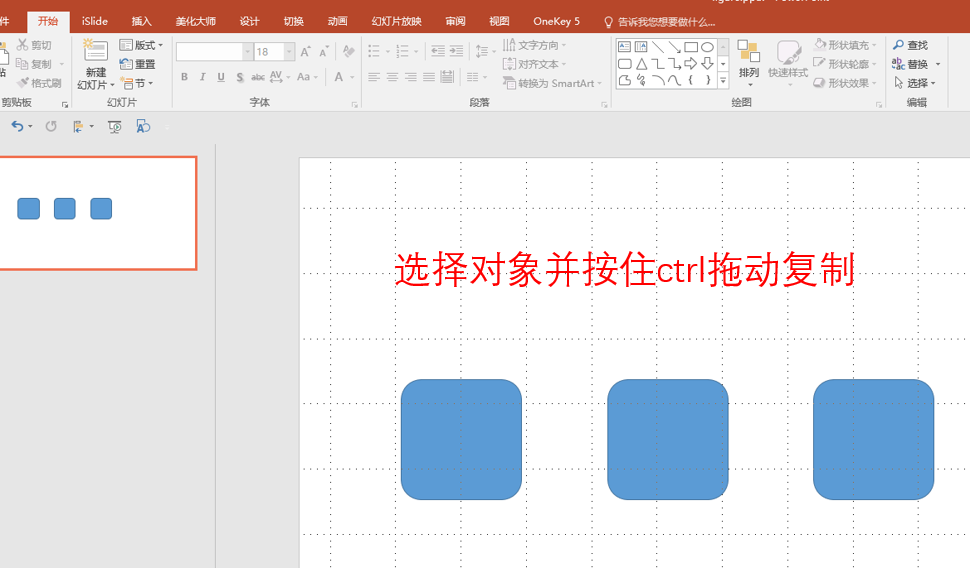 件 开始 iSlide 插入 美化大师 设计 切换 动画 幻灯片放映 审阅 视图 OneKey 5 告诉我您想要做什么...
剪切
复制
格式刷
剪贴板
新建
幻灯片
版式
重置
节
幻灯片
18
B I U S abc AV Aa A
字体
文字方向
对齐文本
转换为 SmartArt
段落
排列
快速样式
形状填充
形状轮廓
形状效果
绘图
查找
替换
选择
编辑
选择对象并按住ctrl拖动复制